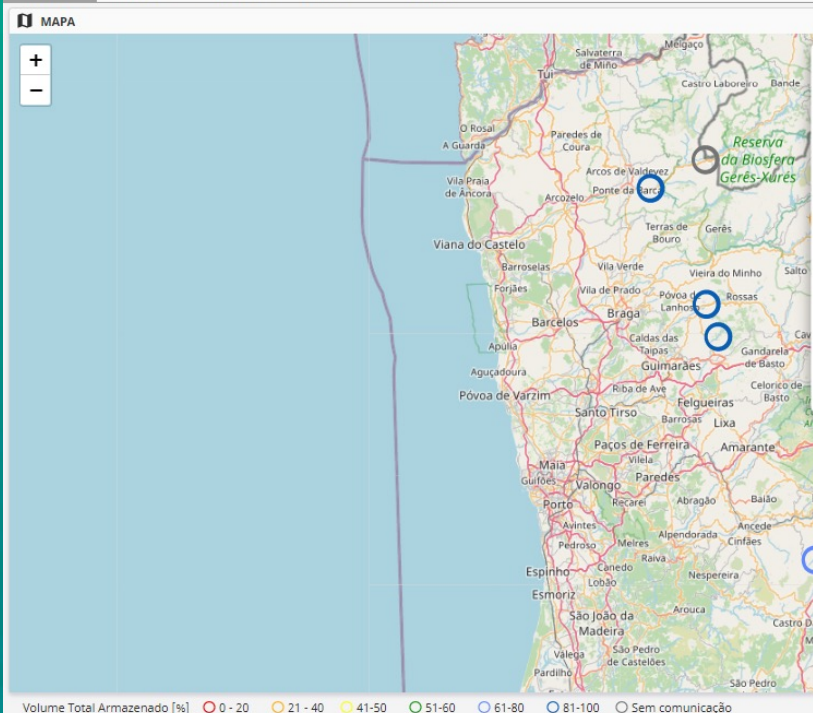 MAPA
+
−
Melgaço
Salvaterra
de Miño
Tui
Castro Laboreiro
Bande
O Rosal
A Guarda
Paredes de
Coura
Reserva
da Biosfera
Gerês-Xurés
Arcos de Valdevez
Vila Praia
de Âncora
Ponte da Barca
Arcozelo
Terras de
Bouro
Gerês
Viana do Castelo
Barroselas
Vila Verde
Vieira do Minho
Salto
Forjães
Vila de Prado
Póvoa de
Lanhoso
Rossas
Braga
Barcelos
Caldas das
Taipas
Apúlia
Gandarela
de Basto
Guimarães
Aguçadoura
Riba de Ave
Celorico de
Basto
Póvoa de Varzim
Felgueiras
Santo Tirso
Barrosas
Lixa
Paços de Ferreira
Amarante
Vilela
Maia
Guifões
Paredes
Valongo
Recarei
Abragão
Baião
Porto
Avintes
Ancede
Alpendorada
Cinfães
Pedroso
Melres
Raiva
Canedo
Espinho
Lobão
Nespereira
Esmoriz
Arouca
São João da
Madeira
Castro D
São Pedro
de Castelões
Válega
Pardilhó
São Pedro
Volume Total Armazenado [%] 0 - 20 21 - 40 41-50 51-60 61-80 81-100 Sem comunicação